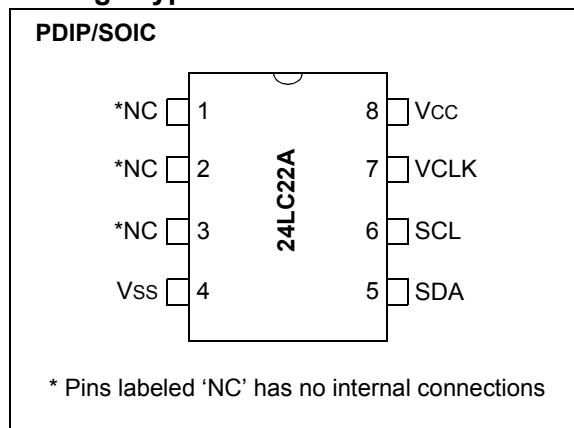 PDIP/SOIC
*NC 1 8 VCC
*NC 2 7 VCLK
*NC 3 6 SCL
VSS 4 5 SDA
24LC22A
* Pins labeled ‘NC’ has no internal connections